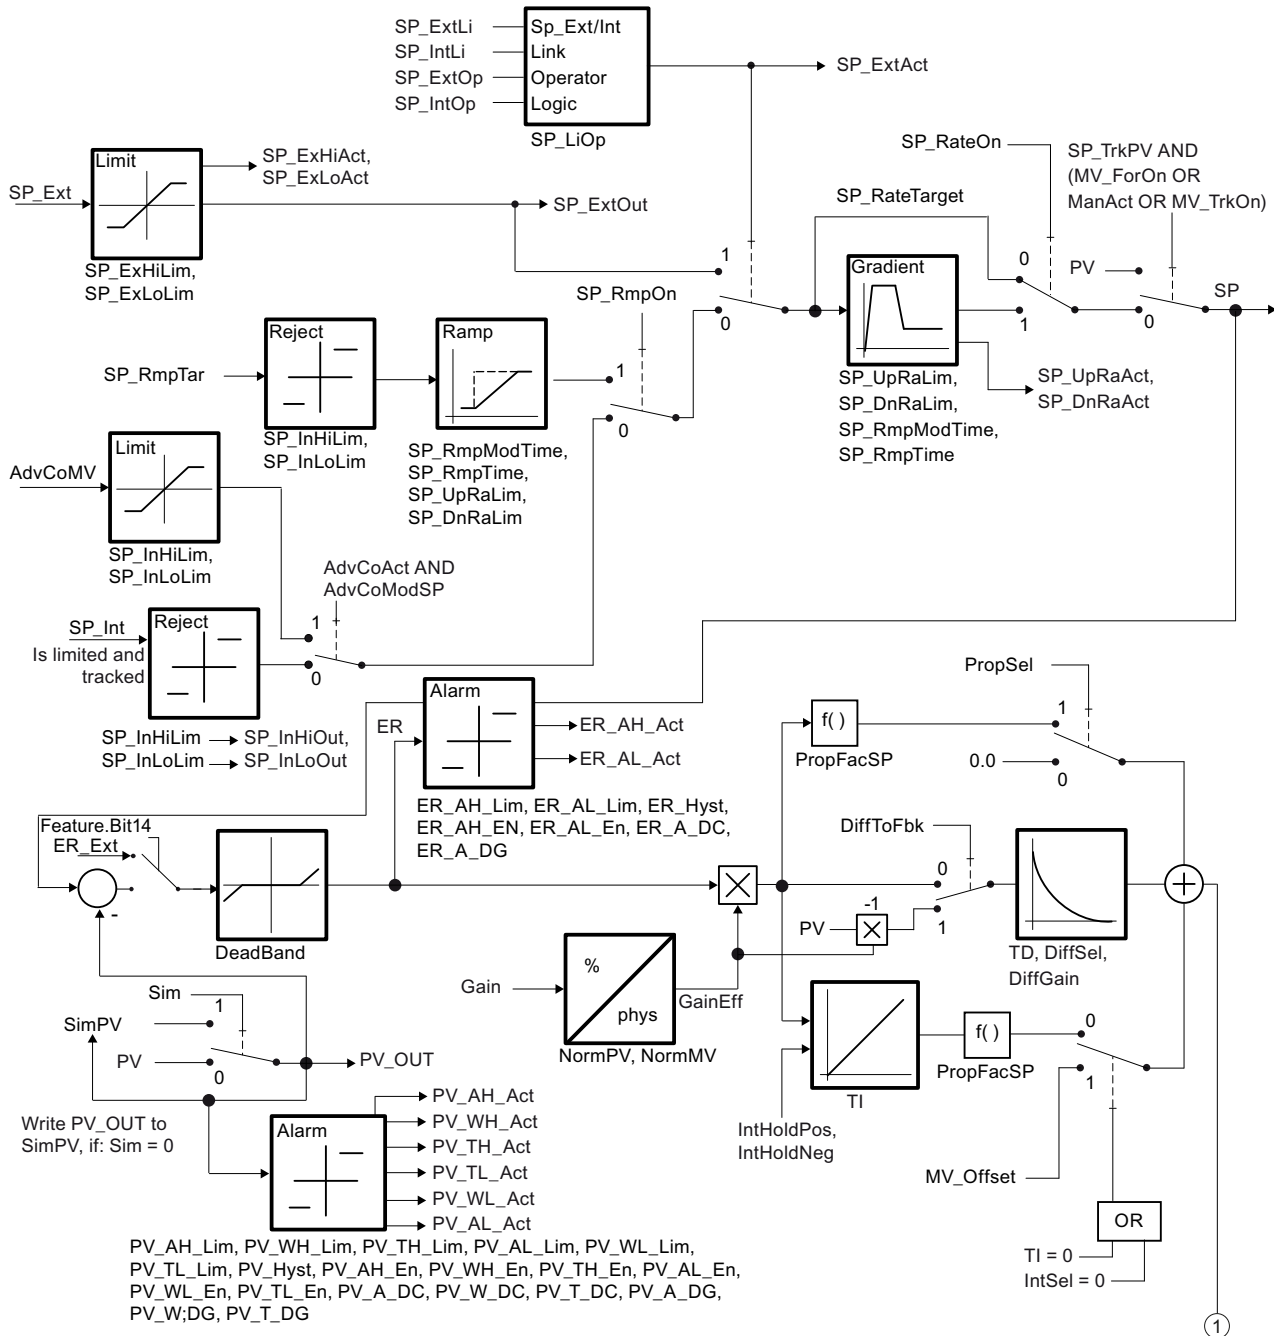 SP_ExtLi
SP_IntLi
SP_ExtOp
SP_IntOp
Sp_Ext/Int
Link
Operator
Logic
SP_LiOp
SP_ExtAct
SP_Ext
Limit
SP_ExHiLim,
SP_ExLoLim
SP_ExHiAct,
SP_ExLoAct
SP_ExtOut
SP_RateOn
SP_TrkPV AND
(MV_ForOn OR
ManAct OR MV_TrkOn)
SP_RateTarget
1
0
Gradient
SP_UpRaLim,
SP_DnRaLim,
SP_RmpModTime,
SP_RmpTime
0
1
PV
0
SP
SP_UpRaAct,
SP_DnRaAct
SP_RmpOn
SP_RmpTar
Reject
SP_InHiLim,
SP_InLoLim
Ramp
SP_RmpModTime,
SP_RmpTime,
SP_UpRaLim,
SP_DnRaLim
1
0
AdvCoMV
Limit
SP_InHiLim,
SP_InLoLim
AdvCoAct AND
AdvCoModSP
1
0
SP_Int
Is limited and
tracked
Reject
SP_InHiLim
SP_InHiOut,
SP_InLoLim
SP_InLoOut
ER
Alarm
ER_AH_Act
ER_AL_Act
ER_AH_Lim, ER_AL_Lim, ER_Hyst,
ER_AH_EN, ER_AL_En, ER_A_DC,
ER_A_DG
PropSel
f( )
PropFacSP
1
0.0
0
Feature.Bit14
ER_Ext
-
DeadBand
DiffToFbk
0
-1
PV
1
TD, DiffSel,
DiffGain
Gain
%
phys
NormPV, NormMV
GainEff
TI
f( )
PropFacSP
0
1
IntHoldPos,
IntHoldNeg
MV_Offset
OR
TI = 0
IntSel = 0
1
Sim
1
SimPV
PV
0
PV_OUT
Write PV_OUT to
SimPV, if: Sim = 0
Alarm
PV_AH_Act
PV_WH_Act
PV_TH_Act
PV_TL_Act
PV_WL_Act
PV_AL_Act
PV_AH_Lim, PV_WH_Lim, PV_TH_Lim, PV_AL_Lim, PV_WL_Lim,
PV_TL_Lim, PV_Hyst, PV_AH_En, PV_WH_En, PV_TH_En, PV_AL_En,
PV_WL_En, PV_TL_En, PV_A_DC, PV_W_DC, PV_T_DC, PV_A_DG,
PV_W;DG, PV_T_DG